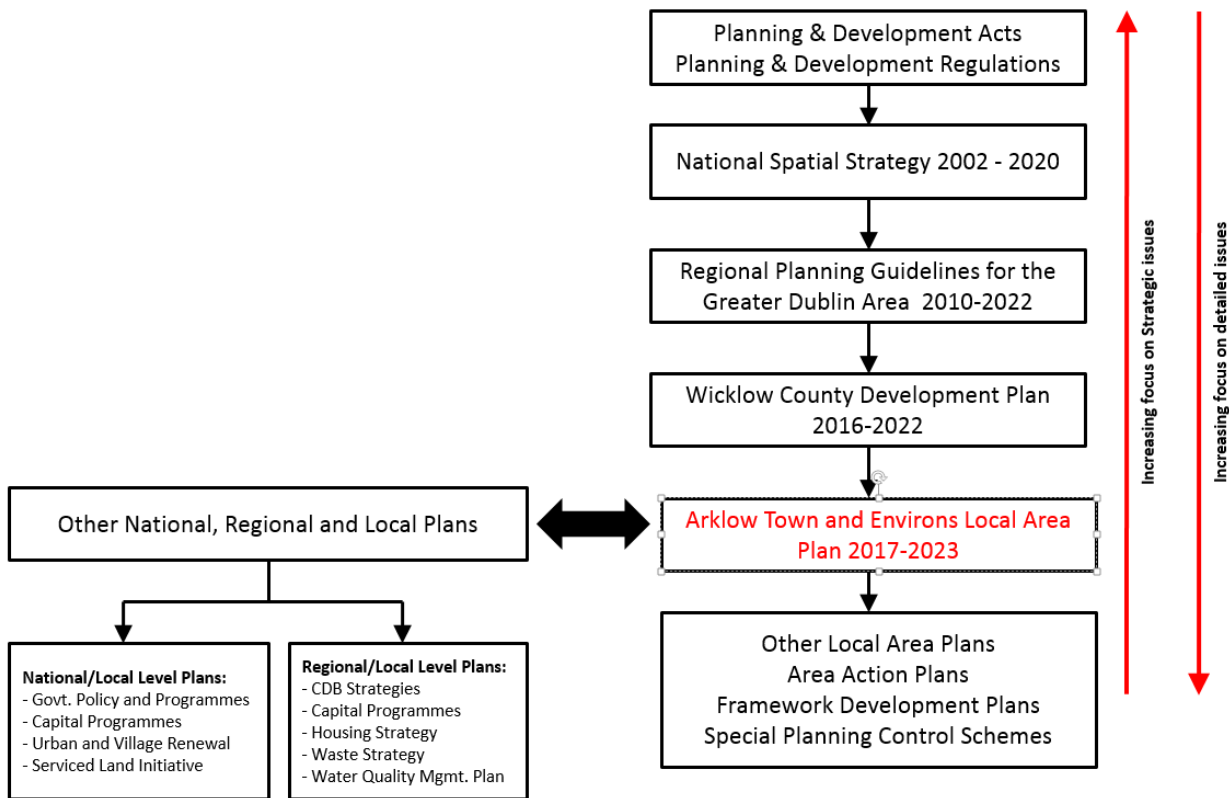 Planning & Development Acts
Planning & Development Regulations
National Spatial Strategy 2002 - 2020
Regional Planning Guidelines for the
Greater Dublin Area  2010-2022
Wicklow County Development Plan
2016-2022
Arklow Town and Environs Local Area
Plan 2017-2023
Other Local Area Plans
Area Action Plans
Framework Development Plans
Special Planning Control Schemes
Other National, Regional and Local Plans
National/Local Level Plans:
- Govt. Policy and Programmes
- Capital Programmes
- Urban and Village Renewal
- Serviced Land Initiative
Regional/Local Level Plans:
- CDB Strategies
- Capital Programmes
- Housing Strategy
- Waste Strategy
- Water Quality Mgmt. Plan
Increasing focus on Strategic issues
Increasing focus on detailed issues